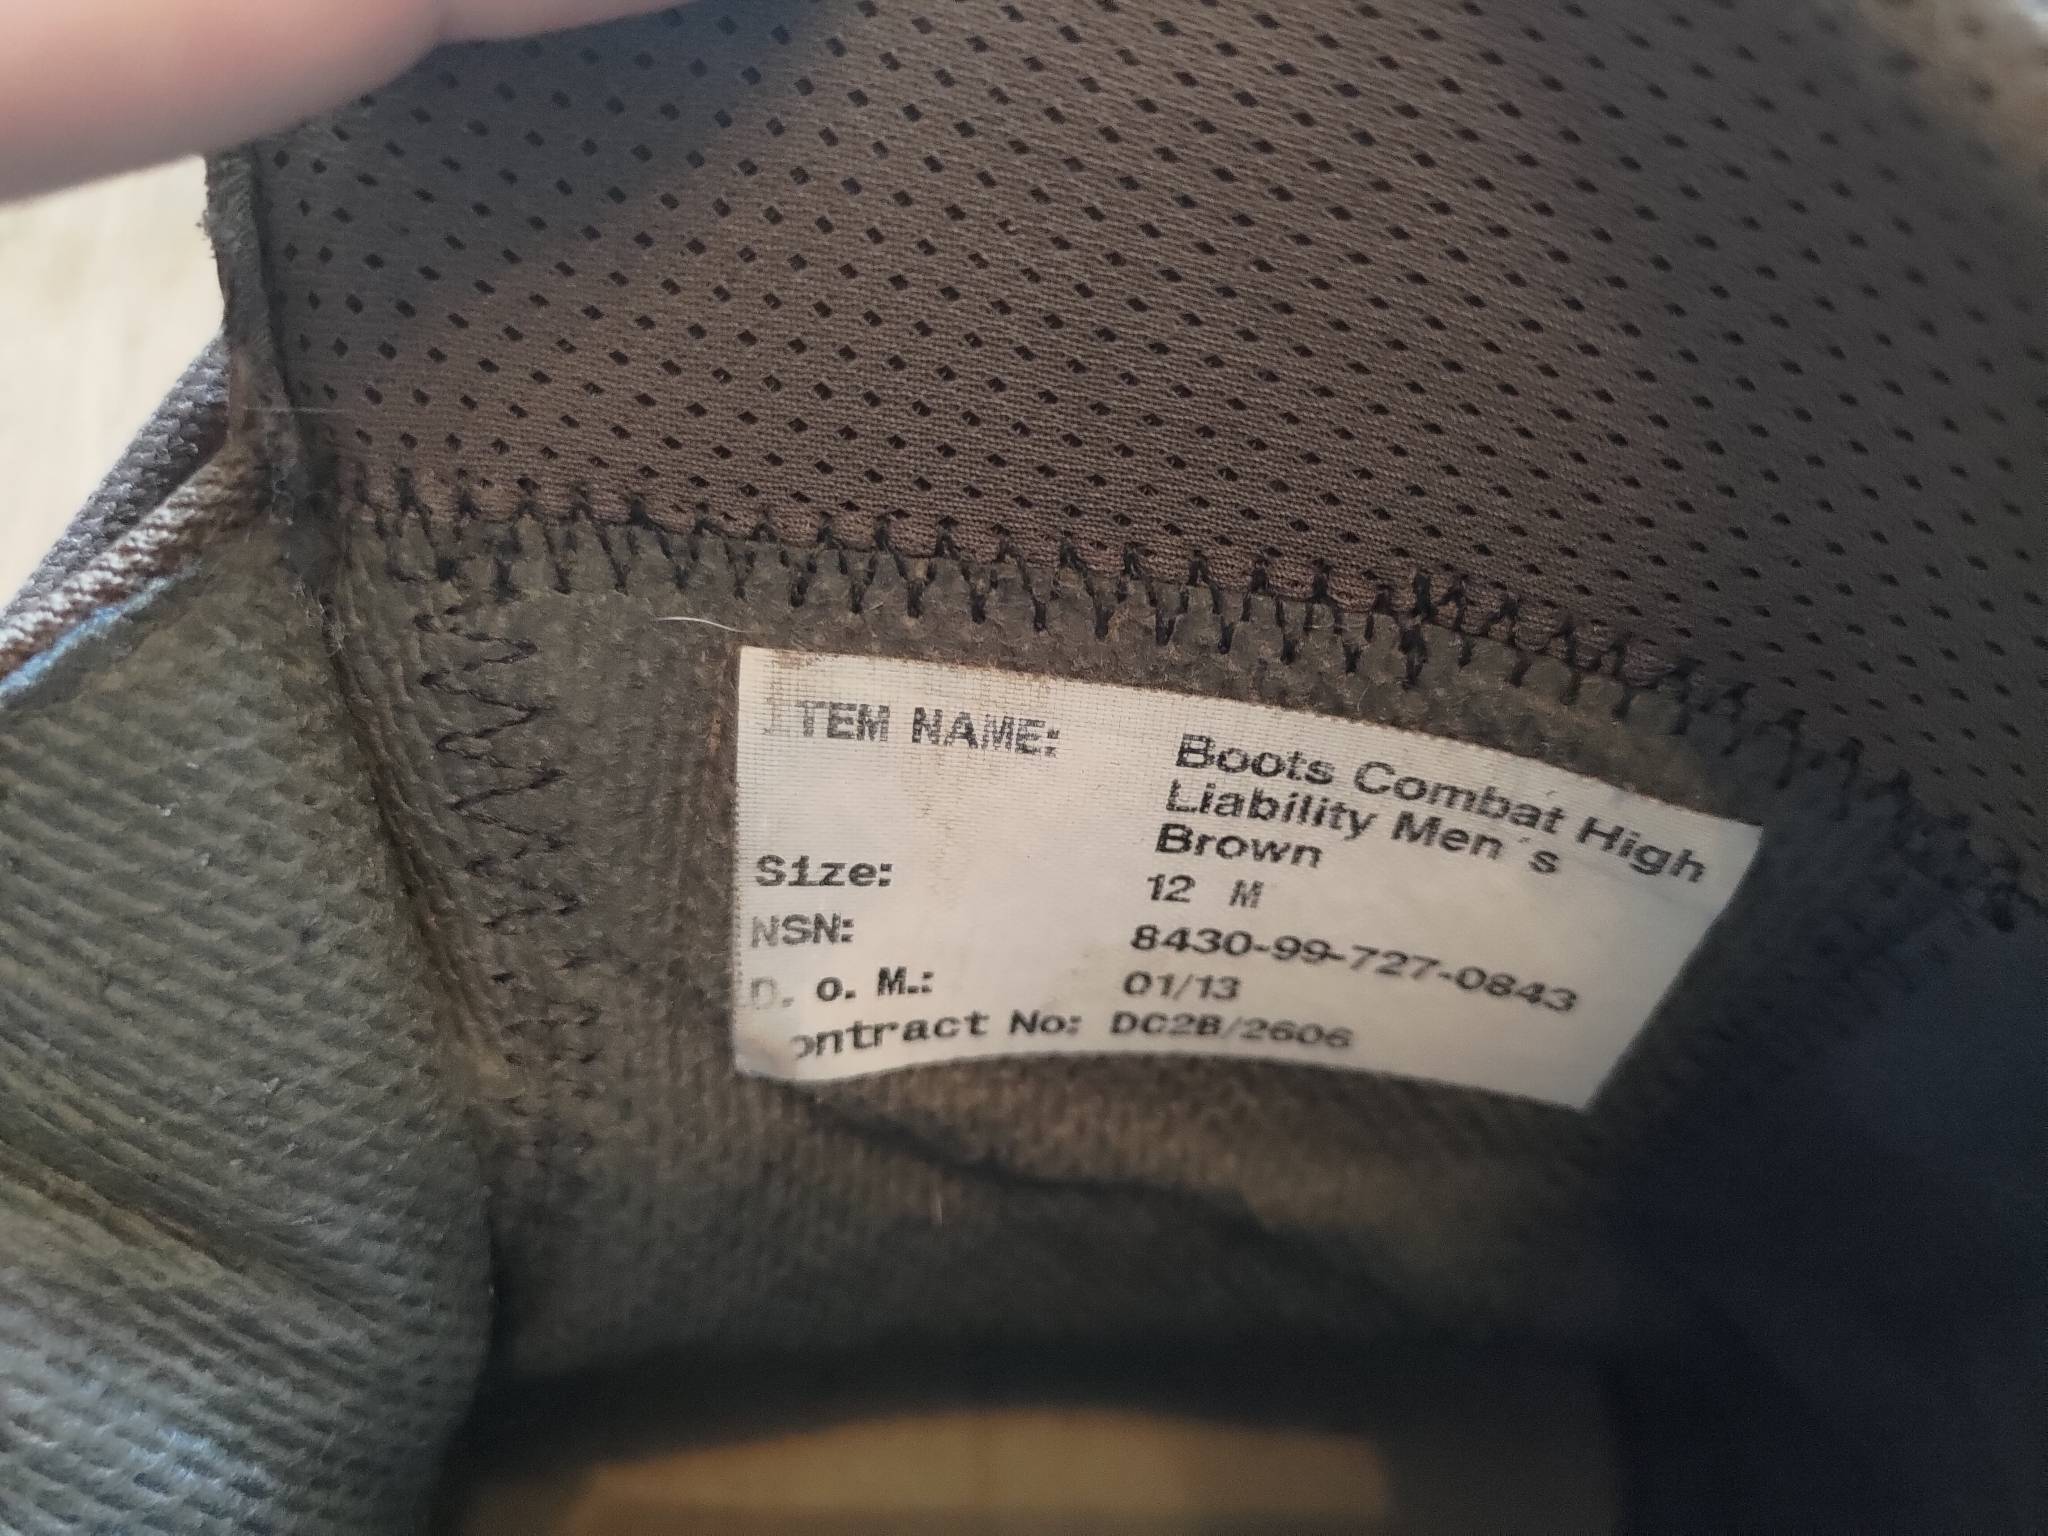 ITEM NAME: Boots Combat High
Liability Men´s
Brown
Size: 12 M
NSN: 8430-99-727-0843
D. o. M.: 01/13
ontract No: DC2B/2606